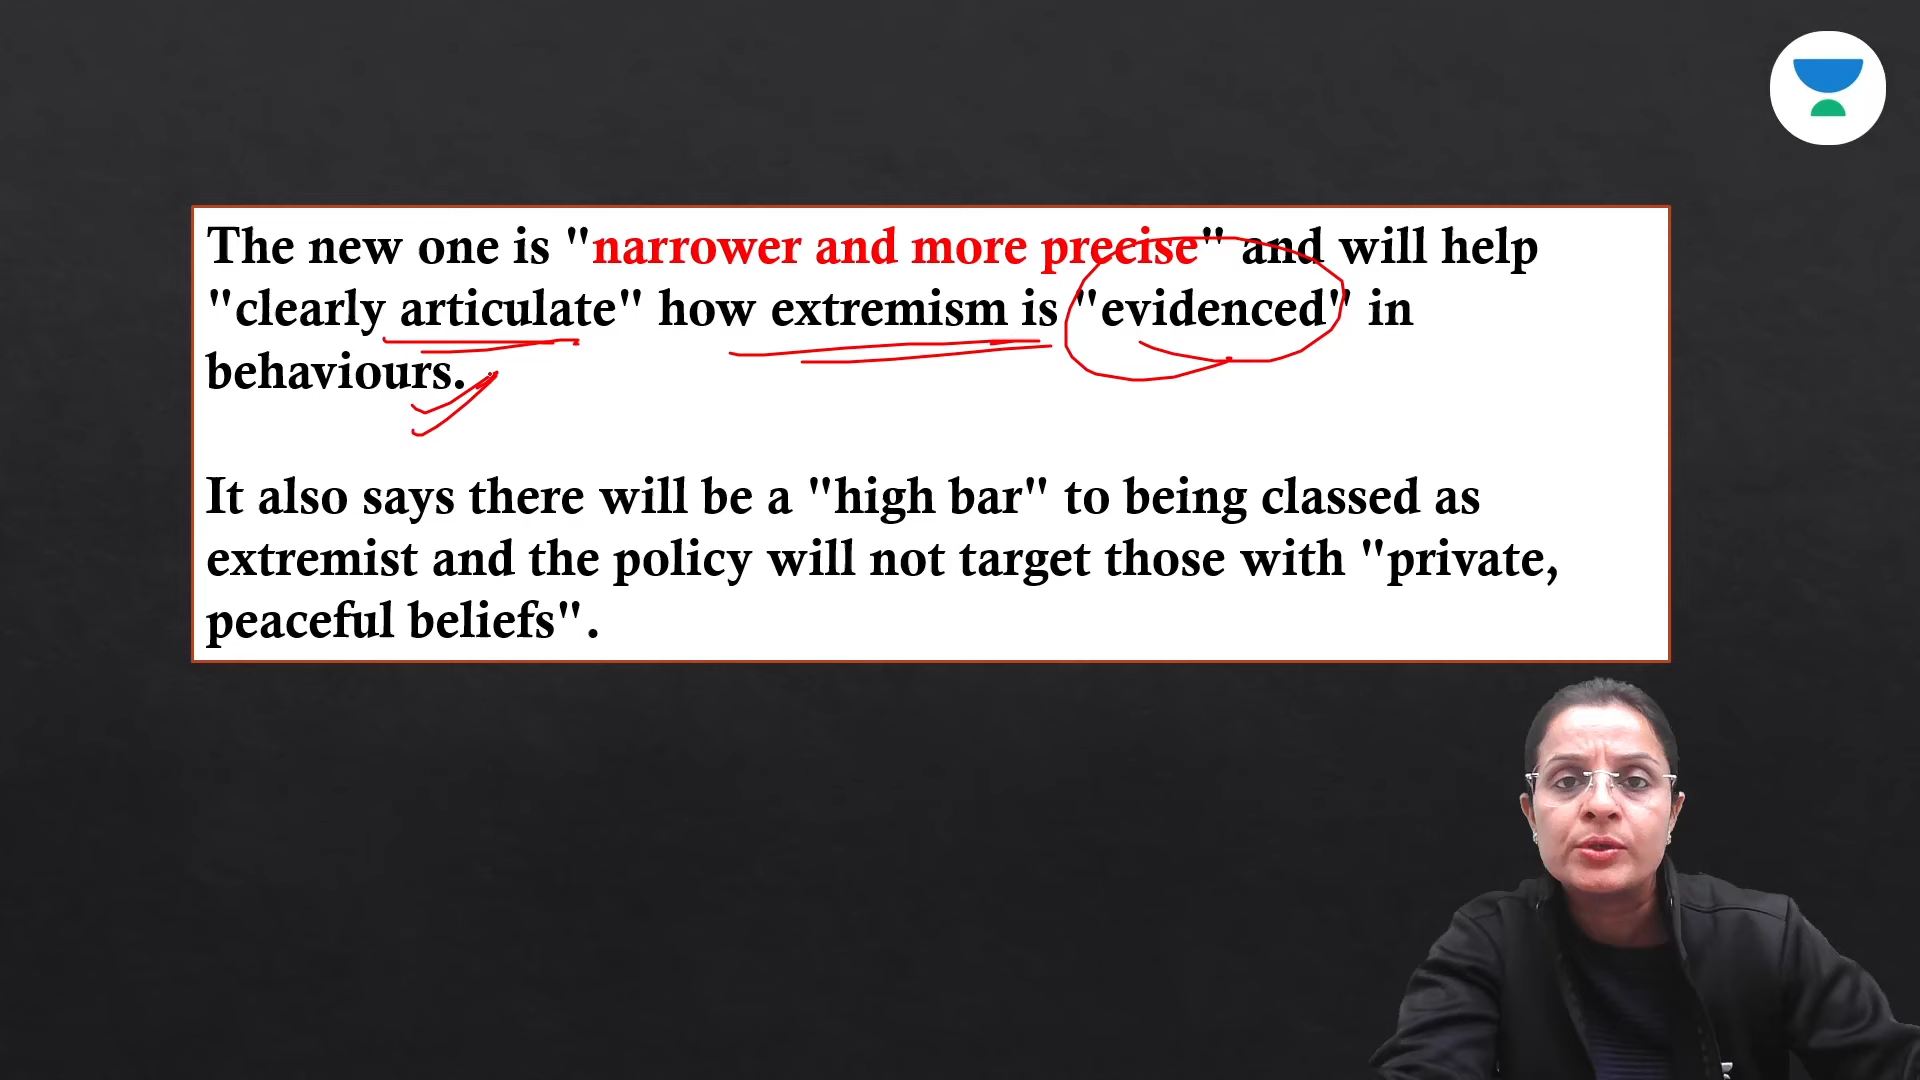 The new one is "narrower and more precise" and will help
"clearly articulate" how extremism is "evidenced" in
behaviours.
It also says there will be a "high bar" to being classed as
extremist and the policy will not target those with "private,
peaceful beliefs".